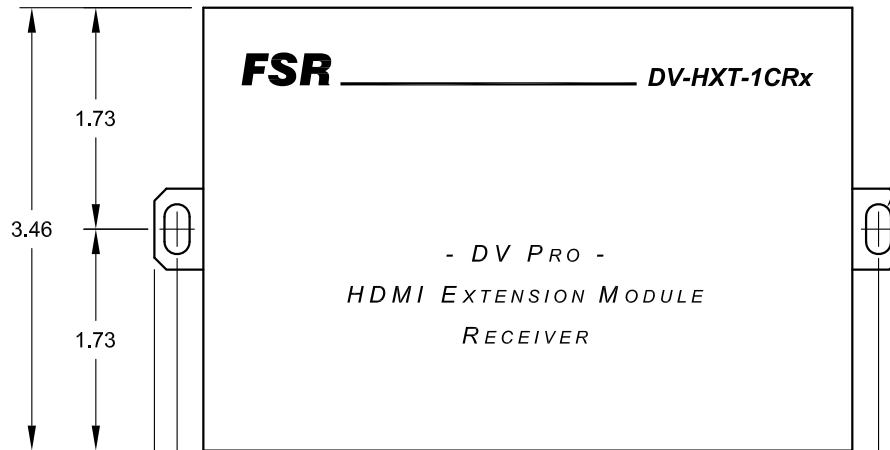 FSR DV-HXT-1CRx
1.73
3.46
- DV PRO -
HDMI EXTENSION MODULE
RECEIVER
1.73